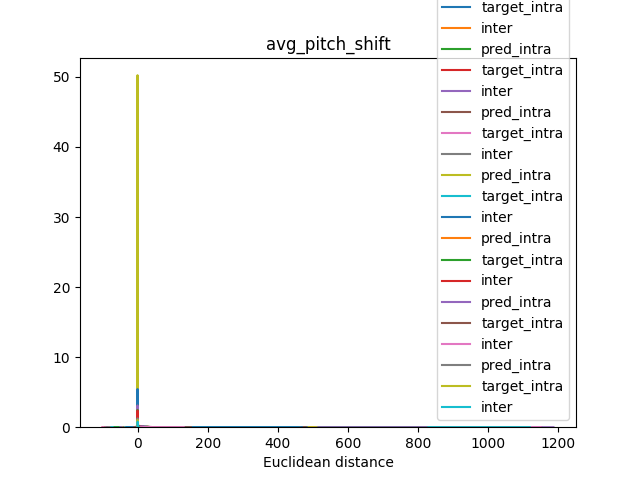 avg_pitch_shift
target_intra
inter
pred_intra
target_intra
inter
pred_intra
target_intra
inter
pred_intra
target_intra
inter
pred_intra
target_intra
inter
pred_intra
target_intra
inter
pred_intra
target_intra
inter
50
40
30
20
10
0
0 200 400 600 800 1000 1200
Euclidean distance